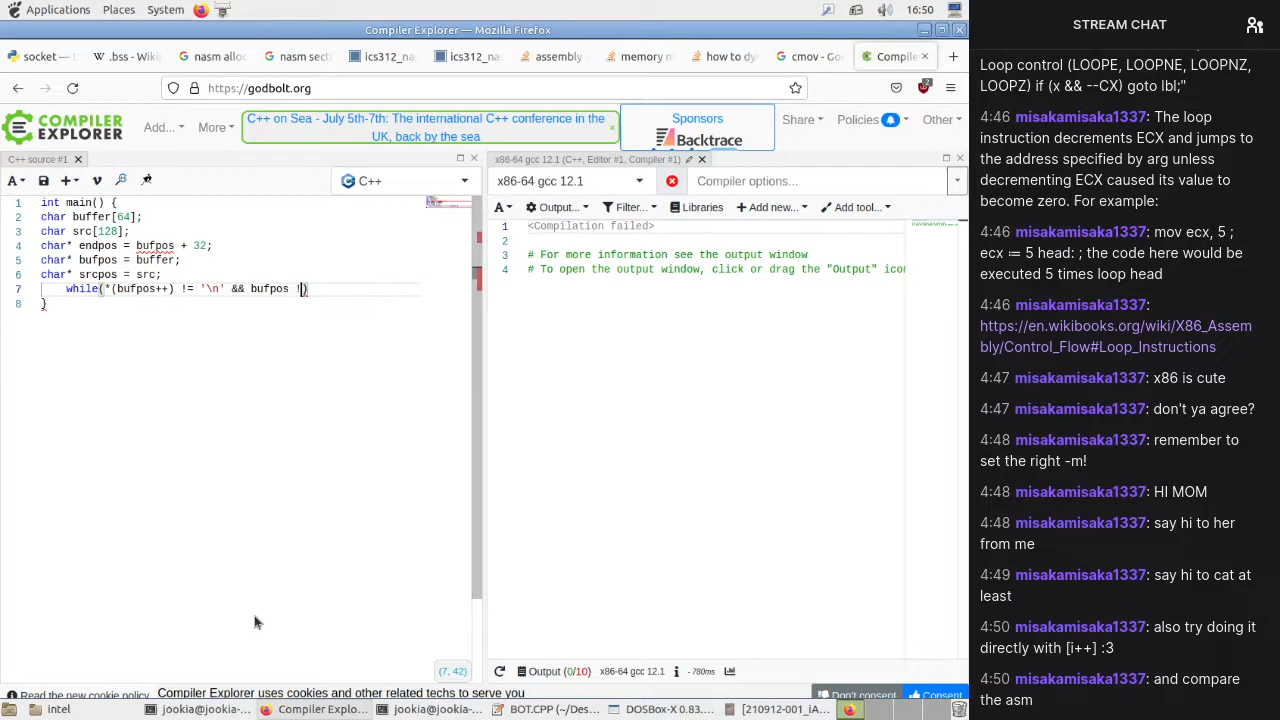 Applications Places System 16:50
Compiler Explorer — Mozilla Firefox
socket — .bss - Wiki nasm alloc nasm sect ics312_na ics312_na assembly memory m how to dy cmov - Go Compile
https://godbolt.org 2
COMPILER EXPLORER Add... More C++ on Sea - July 5th-7th: The international C++ conference in the UK, back by the sea Sponsors Backtrace Share Policies Other
C++ source #1 x86-64 gcc 12.1 (C++, Editor #1, Compiler #1)
A C++ x86-64 gcc 12.1 Compiler options...
A Output... Filter... Libraries Add new... Add tool...
1 int main() {
2 char buffer[64];
3 char src[128];
4 char* endpos = bufpos + 32;
5 char* bufpos = buffer;
6 char* srcpos = src;
7 while(*(bufpos++) != '\n' && bufpos !)
8 }
1 <Compilation failed>
2
3 # For more information see the output window
4 # To open the output window, click or drag the "Output" icon
(7, 42)
Output (0/10) x86-64 gcc 12.1 - 780ms
Read the new cookie policy Compiler Explorer uses cookies and other related techs to serve you Don't consent Consent
intel jookia@jooki... Compiler Explo... jookia@jookia-... BOT.CPP (~/Des... DOSBox-X 0.83.... [210912-001_iA...
STREAM CHAT
Loop control (LOOPE, LOOPNE, LOOPNZ,
LOOPZ) if (x && --CX) goto lbl;"
4:46 misakamisaka1337: The loop
instruction decrements ECX and jumps to
the address specified by arg unless
decrementing ECX caused its value to
become zero. For example:
4:46 misakamisaka1337: mov ecx, 5 ;
ecx ≔ 5 head: ; the code here would be
executed 5 times loop head
4:46 misakamisaka1337:
https://en.wikibooks.org/wiki/X86_Assem
bly/Control_Flow#Loop_Instructions
4:47 misakamisaka1337: x86 is cute
4:47 misakamisaka1337: don't ya agree?
4:48 misakamisaka1337: remember to
set the right -m!
4:48 misakamisaka1337: HI MOM
4:48 misakamisaka1337: say hi to her
from me
4:49 misakamisaka1337: say hi to cat at
least
4:50 misakamisaka1337: also try doing it
directly with [i++] :3
4:50 misakamisaka1337: and compare
the asm